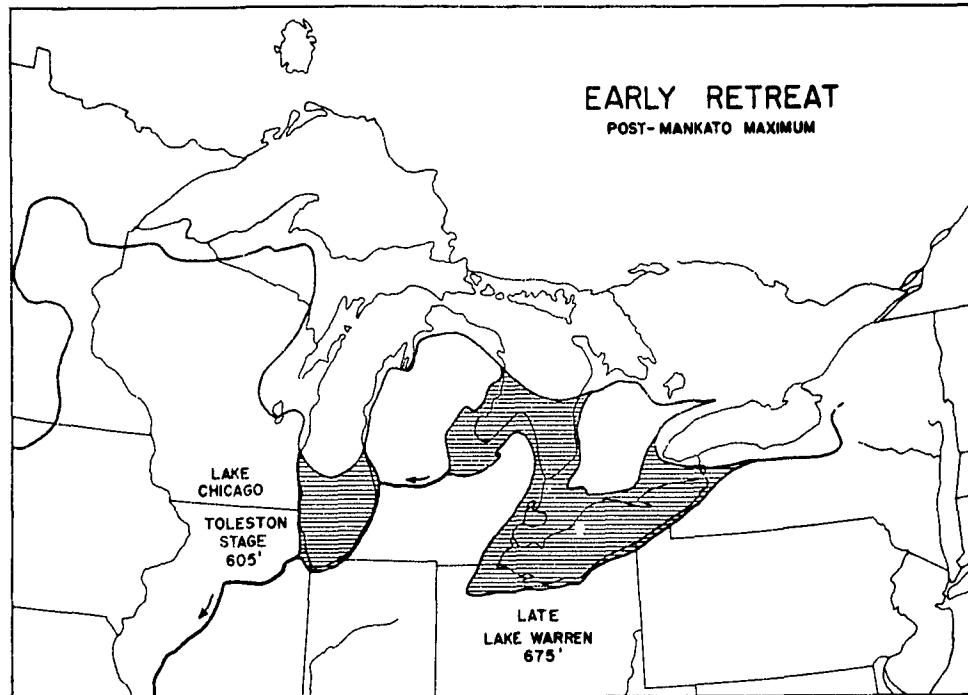 EARLY RETREAT
POST-MANKATO MAXIMUM
LAKE
CHICAGO
TOLESTON
STAGE
605'
LATE
LAKE WARREN
675'